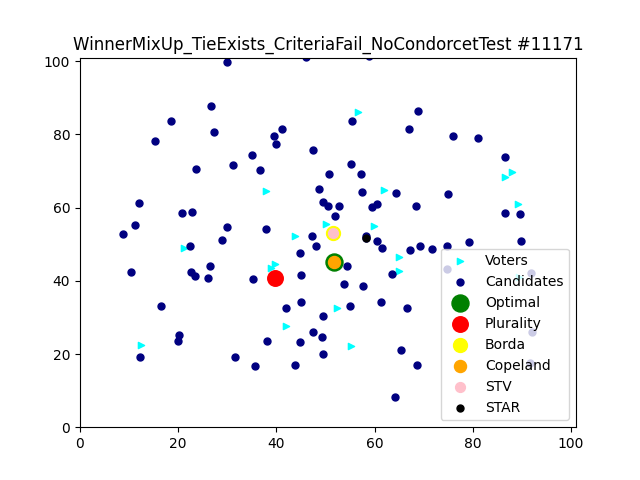 WinnerMixUp_TieExists_CriteriaFail_NoCondorcetTest #11171
100
80
60
40
20
0
0 20 40 60 80 100
Voters
Candidates
Optimal
Plurality
Borda
Copeland
STV
STAR